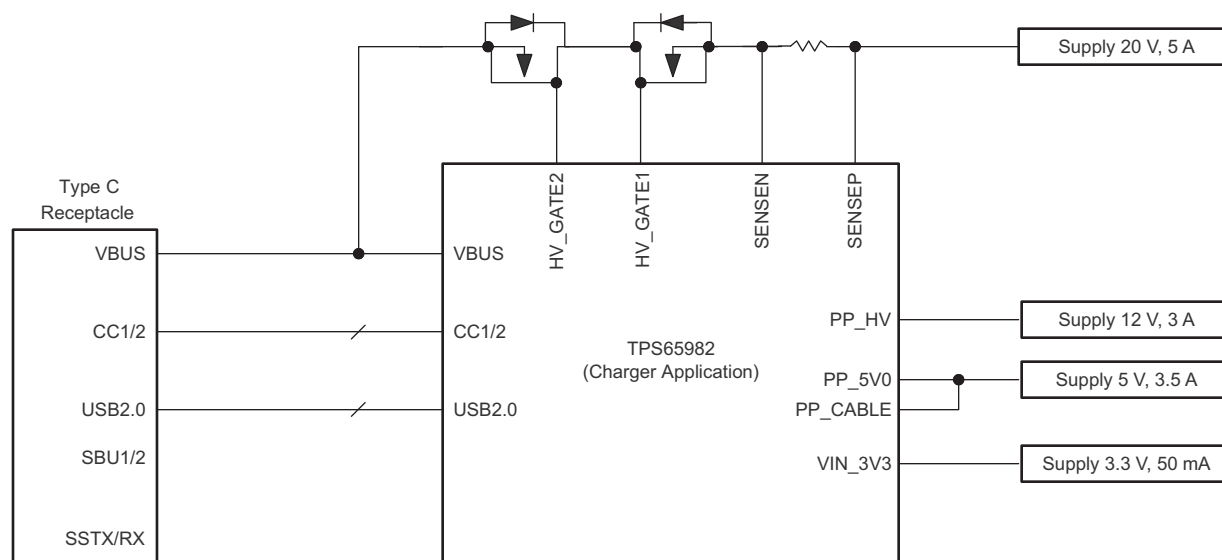 Supply 20 V, 5 A
HV_GATE2
HV_GATE1
SENSEN
SENSEP
Type C
Receptacle
VBUS
VBUS
CC1/2
CC1/2
USB2.0
USB2.0
SBU1/2
SSTX/RX
TPS65982
(Charger Application)
PP_HV
Supply 12 V, 3 A
PP_5V0
Supply 5 V, 3.5 A
PP_CABLE
VIN_3V3
Supply 3.3 V, 50 mA